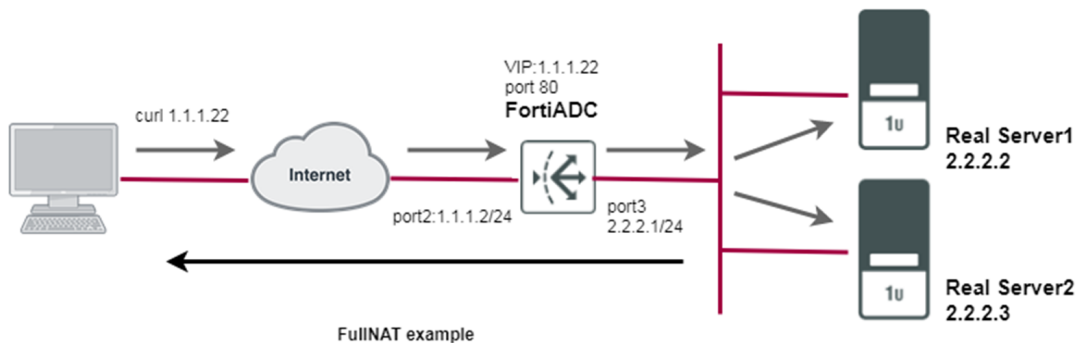 VIP:1.1.1.22
port 80
FortiADC
curl 1.1.1.22
Internet
port2:1.1.1.2/24
port3
2.2.2.1/24
1U
Real Server1
2.2.2.2
1U
Real Server2
2.2.2.3
FullNAT example